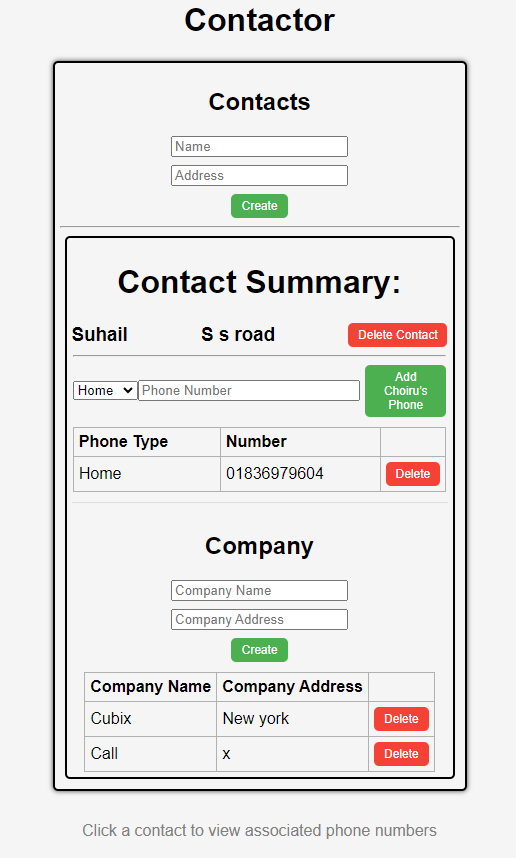 Contactor
Contacts
Name
Address
Create
Contact Summary:
Suhail S s road Delete Contact
Home Phone Number Add Choiru's Phone
Phone Type Number
Home 01836979604 Delete
Company
Company Name
Company Address
Create
Company Name Company Address
Cubix New york Delete
Call x Delete
Click a contact to view associated phone numbers